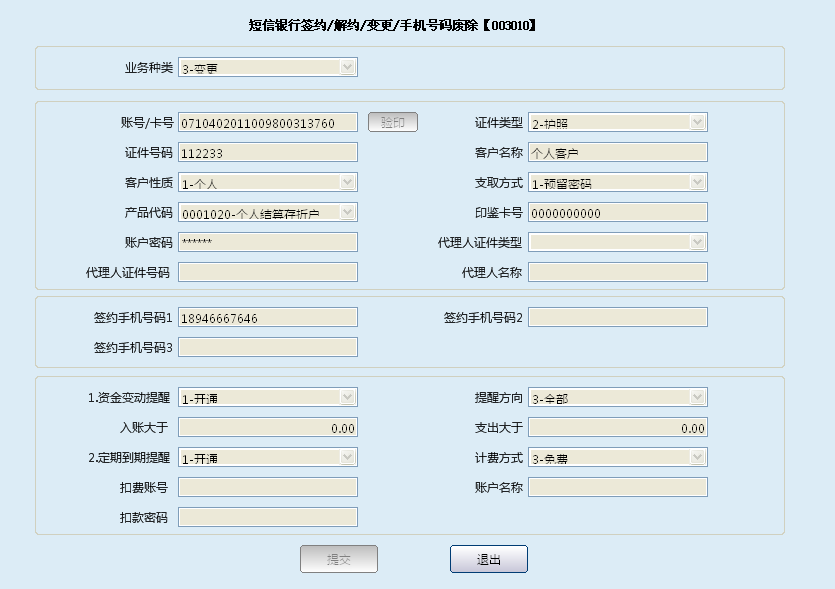 短信银行签约/解约/变更/手机号码废除【003010】
业务种类 3-变更
账号/卡号 0710402011009800313760 验印 证件类型 2-护照
证件号码 112233 客户名称 个人客户
客户性质 1-个人 支取方式 1-预留密码
产品代码 0001020-个人结算存折户 印鉴卡号 0000000000
账户密码 ****** 代理人证件类型
代理人证件号码 代理人名称
签约手机号码1 18946667646 签约手机号码2
签约手机号码3
1.资金变动提醒 1-开通 提醒方向 3-全部
入账大于 0.00 支出大于 0.00
2.定期到期提醒 1-开通 计费方式 3-免费
扣费账号 账户名称
扣款密码
提交 退出